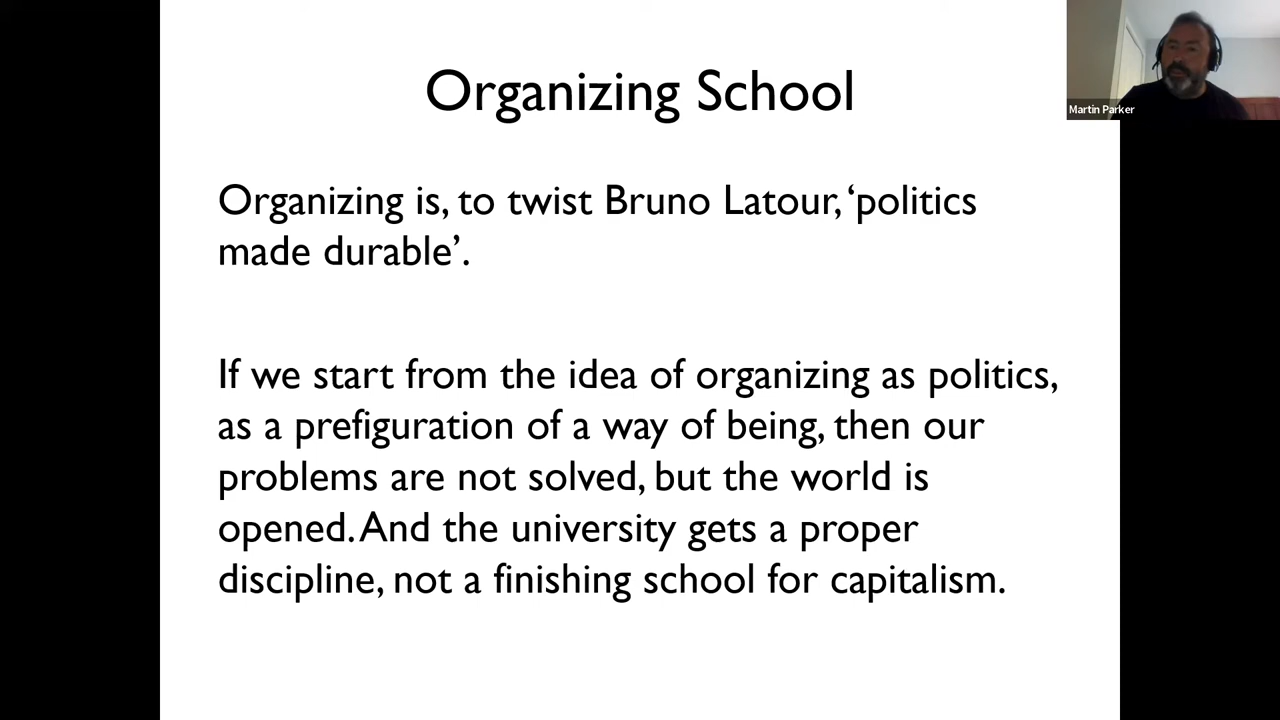 Organizing School
Martin Parker
Organizing is, to twist Bruno Latour, ‘politics
made durable’.
If we start from the idea of organizing as politics,
as a prefiguration of a way of being, then our
problems are not solved, but the world is
opened. And the university gets a proper
discipline, not a finishing school for capitalism.